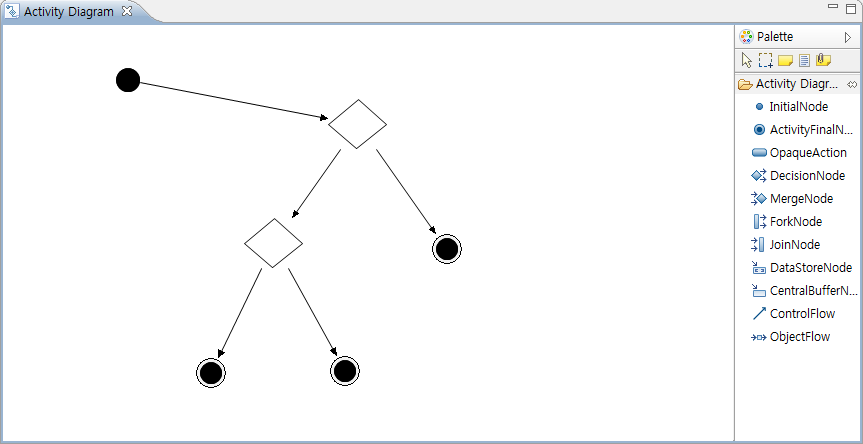 Activity Diagram
Palette
Activity Diagr...
InitialNode
ActivityFinalN...
OpaqueAction
DecisionNode
MergeNode
ForkNode
JoinNode
DataStoreNode
CentralBufferN...
ControlFlow
ObjectFlow